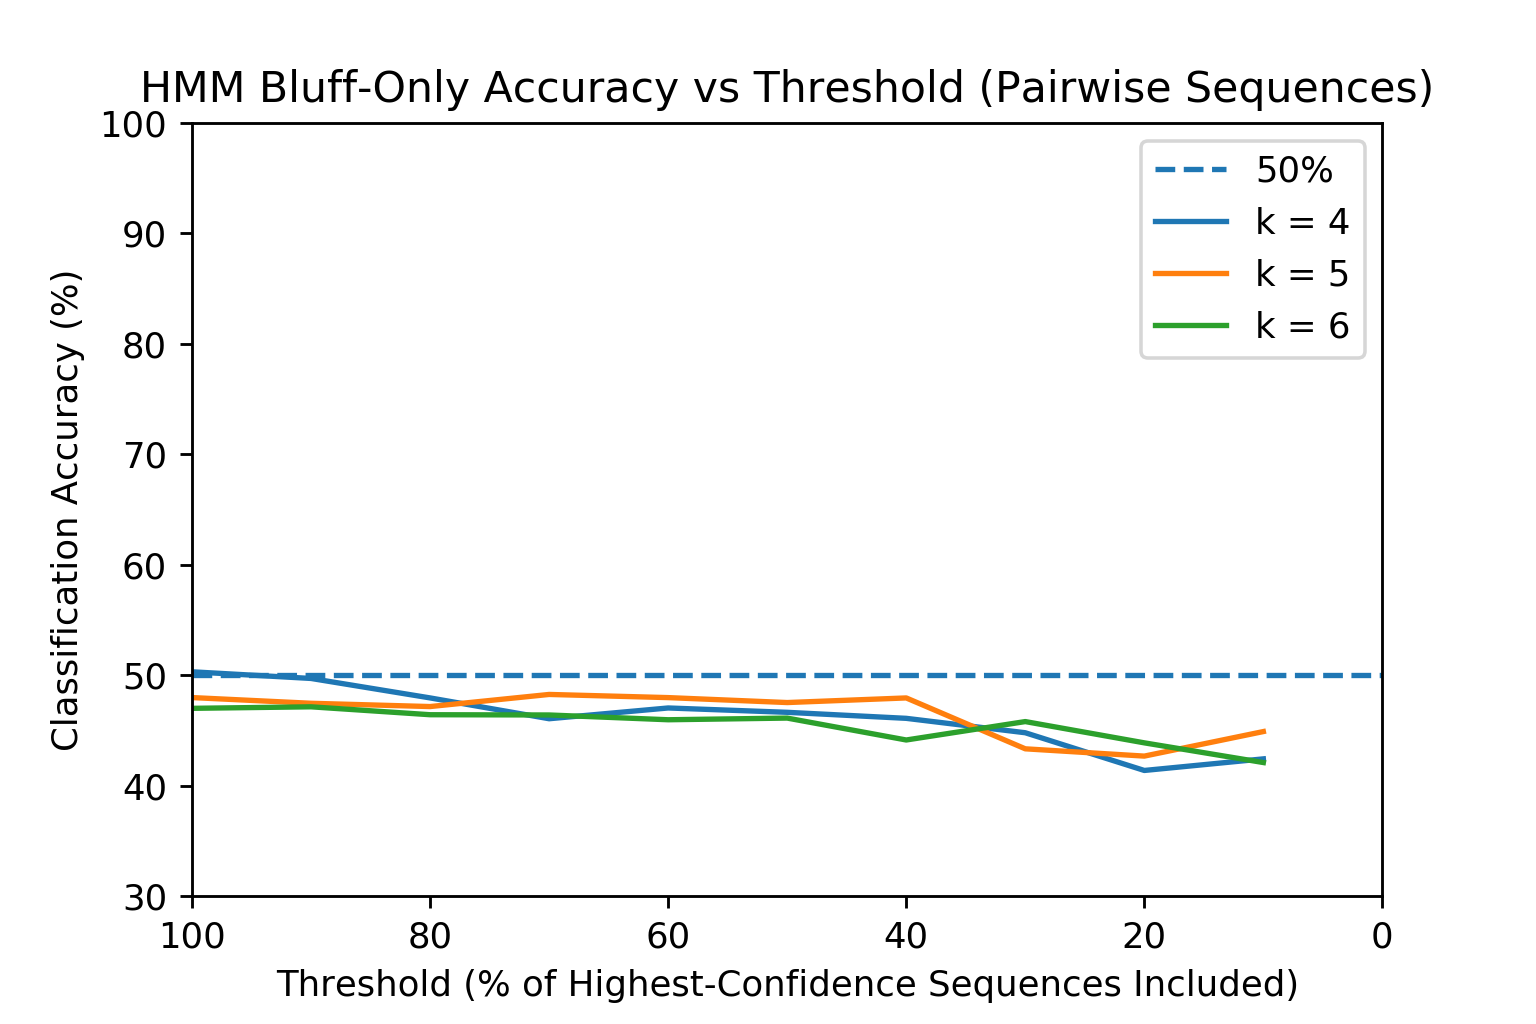 HMM Bluff-Only Accuracy vs Threshold (Pairwise Sequences)
100
90
80
70
60
50
40
30
Classification Accuracy (%)
50%
k = 4
k = 5
k = 6
100 80 60 40 20 0
Threshold (% of Highest-Confidence Sequences Included)